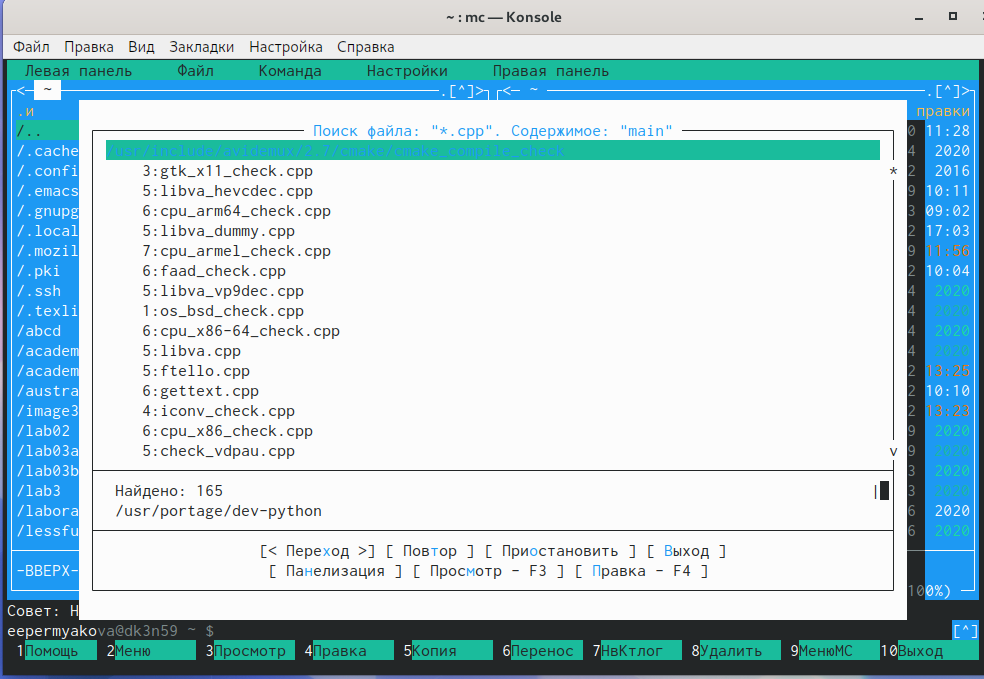 ~ : mc — Konsole
Файл Правка Вид Закладки Настройка Справка
Левая панель Файл Команда Настройки Правая панель
<─ ~ .[^]> <─ ~ .[^]>
.и правки
/.. 0 11:28
/.cache 4 2020
/.confi 2 2016
/.emacs 9 10:11
/.gnupg 3 09:02
/.local 2 17:03
/.mozil 9 11:56
/.pki 2 10:04
/.ssh 4 2020
/.texli 4 2020
/abcd 4 2020
/academ 4 2020
/academ 2 13:25
/austra 2 10:10
/image3 2 13:23
/lab02 9 2020
/lab03a 9 2020
/lab03b 3 2020
/lab3 3 2020
/labora 6 2020
/lessfu 6 2020
-ВВЕРХ- 100%)
Поиск файла: "*.cpp". Содержимое: "main"
/usr/include/avidemux/2.7/cmake/cmake_compile_check
3:gtk_x11_check.cpp *
5:libva_hevcdec.cpp
6:cpu_arm64_check.cpp
5:libva_dummy.cpp
7:cpu_armel_check.cpp
6:faad_check.cpp
5:libva_vp9dec.cpp
1:os_bsd_check.cpp
6:cpu_x86-64_check.cpp
5:libva.cpp
5:ftello.cpp
6:gettext.cpp
4:iconv_check.cpp
6:cpu_x86_check.cpp
5:check_vdpau.cpp v
Найдено: 165 |
/usr/portage/dev-python
[< Переход >] [ Повтор ] [ Приостановить ] [ Выход ]
[ Панелизация ] [ Просмотр - F3 ] [ Правка - F4 ]
Совет: Н
eepermyakova@dk3n59 ~ $ [^]
1Помощь 2Меню 3Просмотр 4Правка 5Копия 6Перенос 7НвКтлог 8Удалить 9МенюMC 10Выход